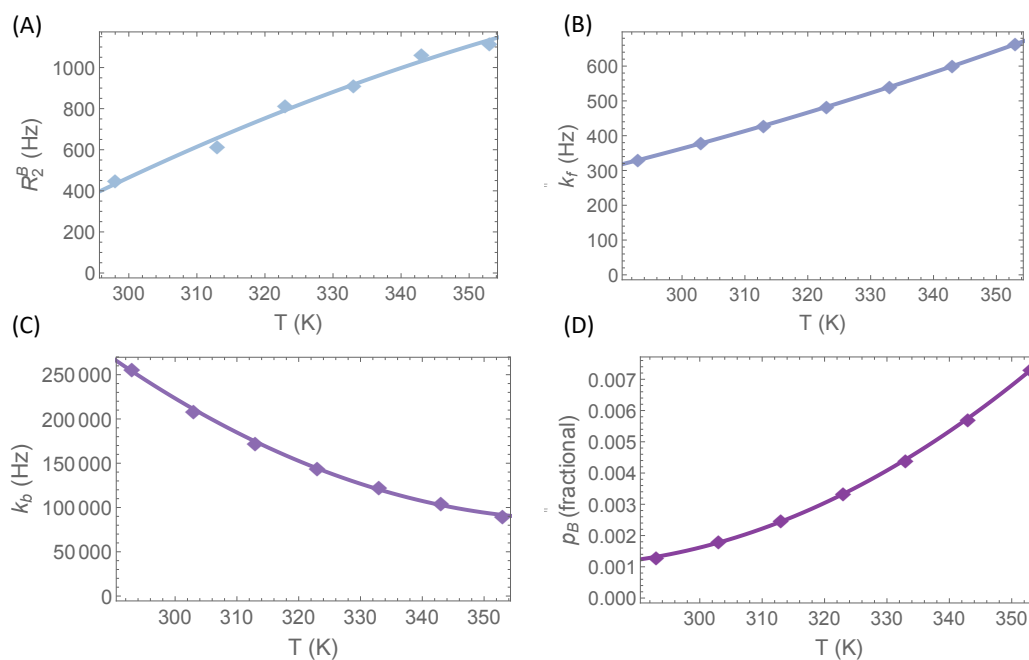 (A)
1000
800
600
400
200
0
R₂ᴮ (Hz)
300 310 320 330 340 350
T (K)
(B)
600
500
400
300
200
100
0
k_f (Hz)
300 310 320 330 340 350
T (K)
(C)
250 000
200 000
150 000
100 000
50 000
0
k_b (Hz)
300 310 320 330 340 350
T (K)
(D)
0.007
0.006
0.005
0.004
0.003
0.002
0.001
0.000
p_B (fractional)
300 310 320 330 340 350
T (K)